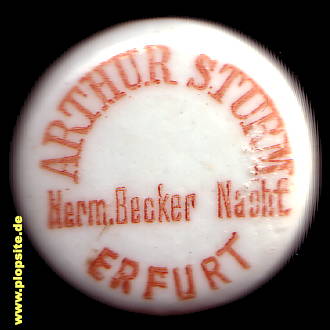 ARTHUR STURM
Herm. Becker Nachf.
ERFURT
www.plopsite.de